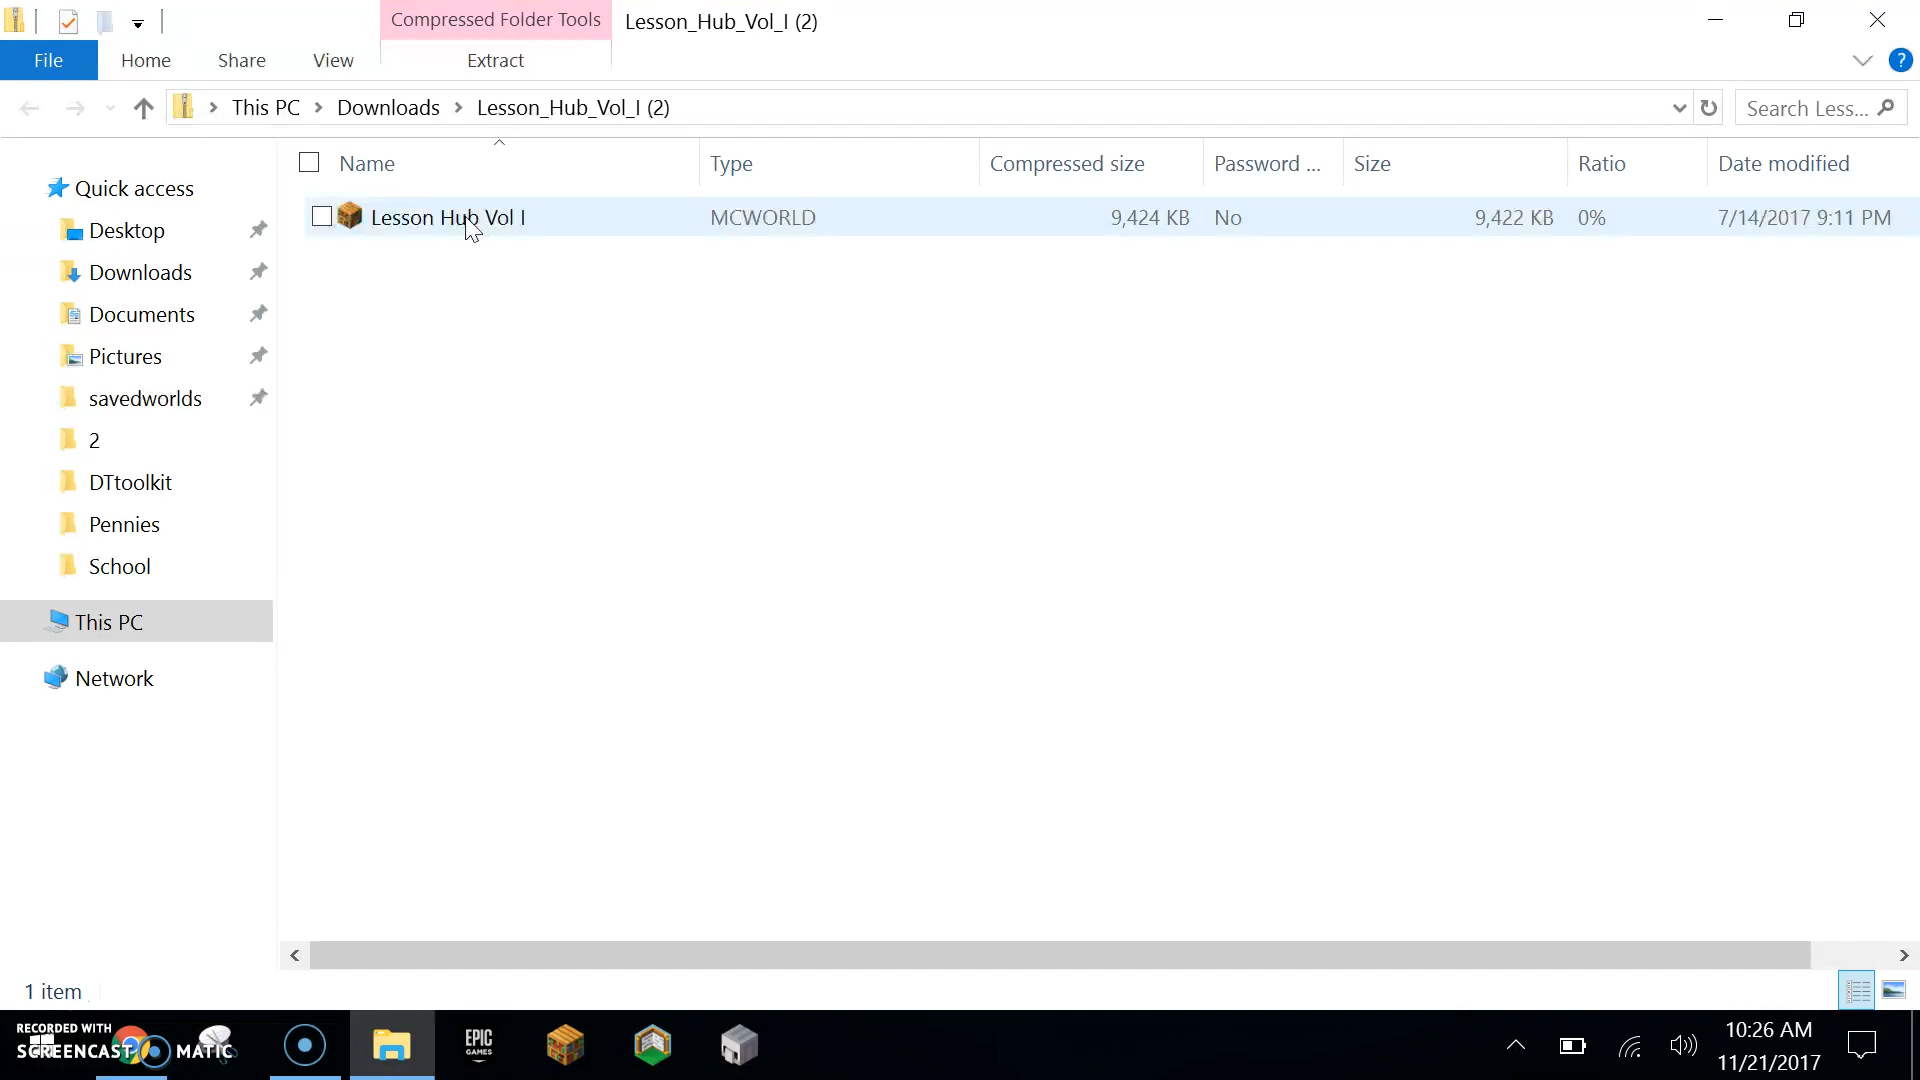 Compressed Folder Tools
Lesson_Hub_Vol_I (2)
File
Home
Share
View
Extract
This PC
Downloads
Lesson_Hub_Vol_I (2)
Search Less...
Name
Type
Compressed size
Password ...
Size
Ratio
Date modified
Lesson Hub Vol I
MCWORLD
9,424 KB
No
9,422 KB
0%
7/14/2017 9:11 PM
Quick access
Desktop
Downloads
Documents
Pictures
savedworlds
2
DTtoolkit
Pennies
School
This PC
Network
1 item
RECORDED WITH
SCREENCAST MATIC
EPIC
GAMES
10:26 AM
11/21/2017